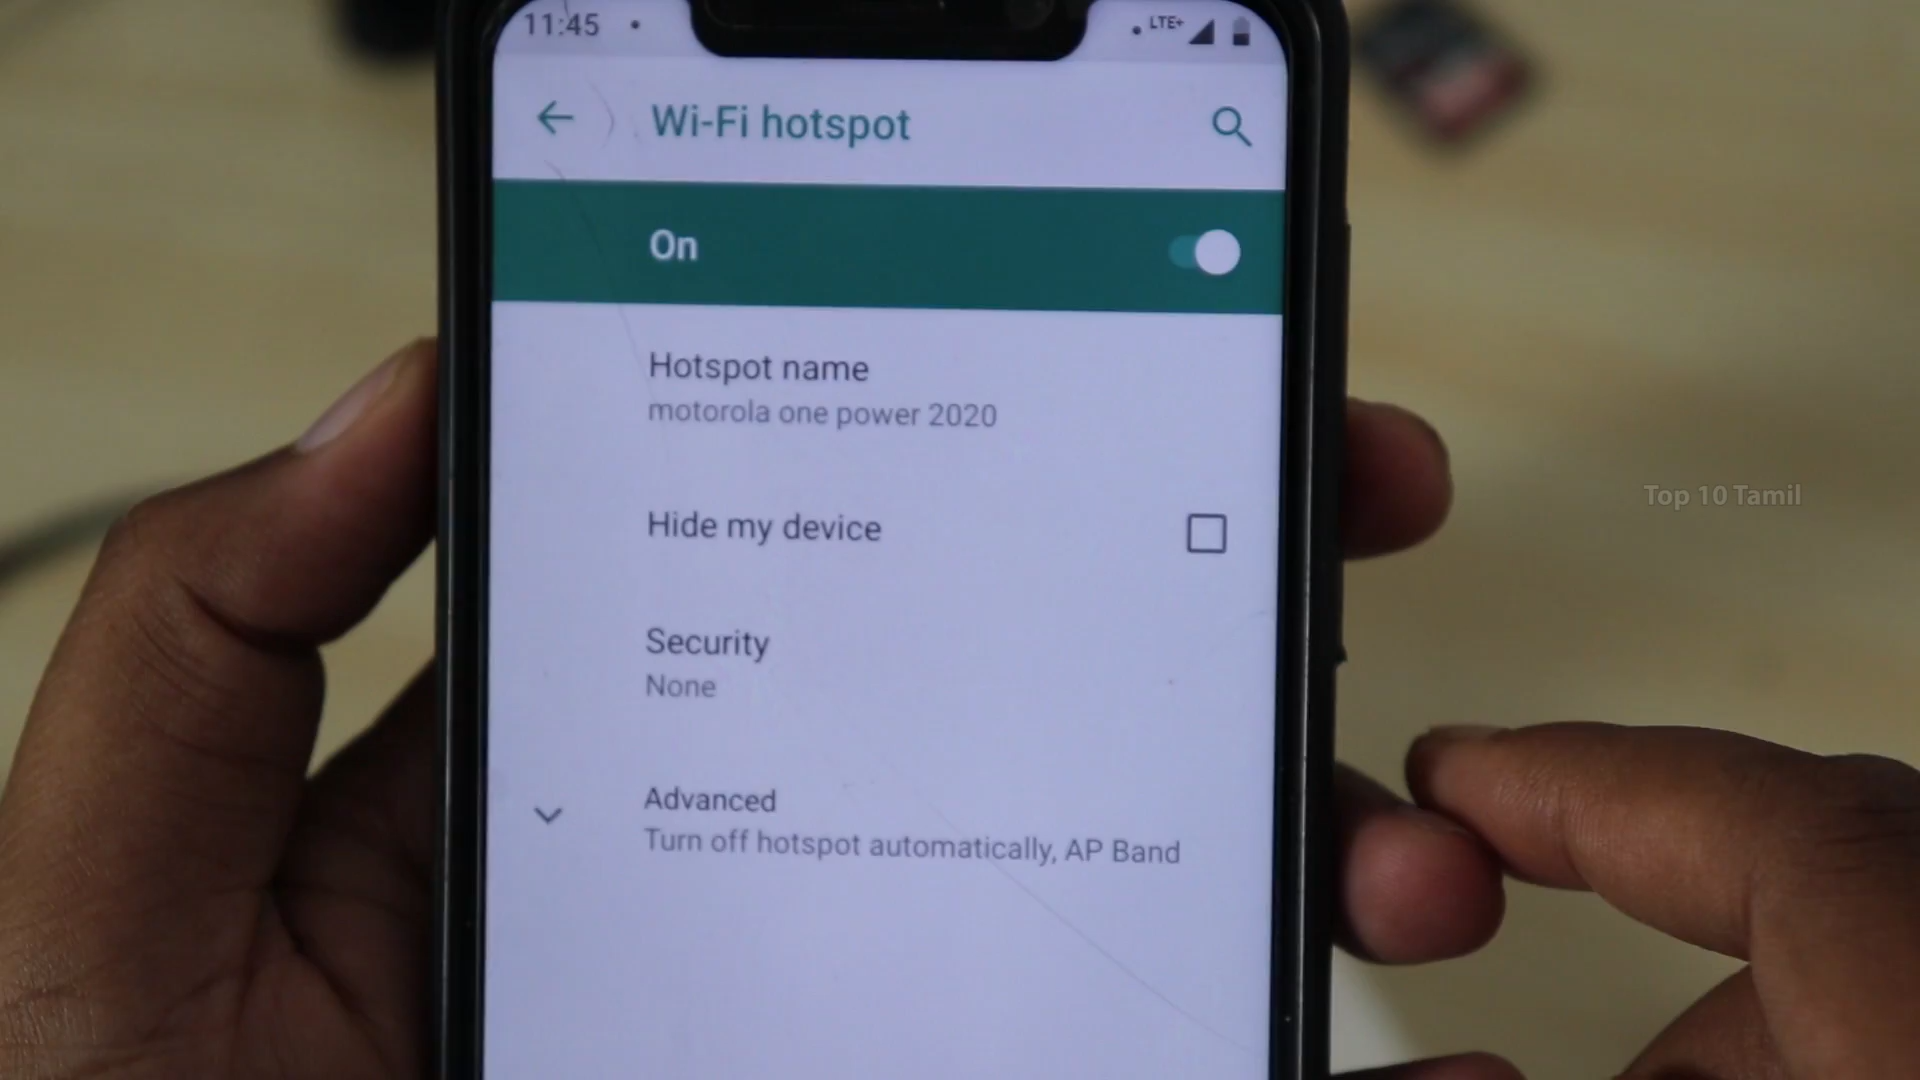 11:45
LTE+
Wi-Fi hotspot
On
Hotspot name
motorola one power 2020
Hide my device
Security
None
Advanced
Turn off hotspot automatically, AP Band
Top 10 Tamil